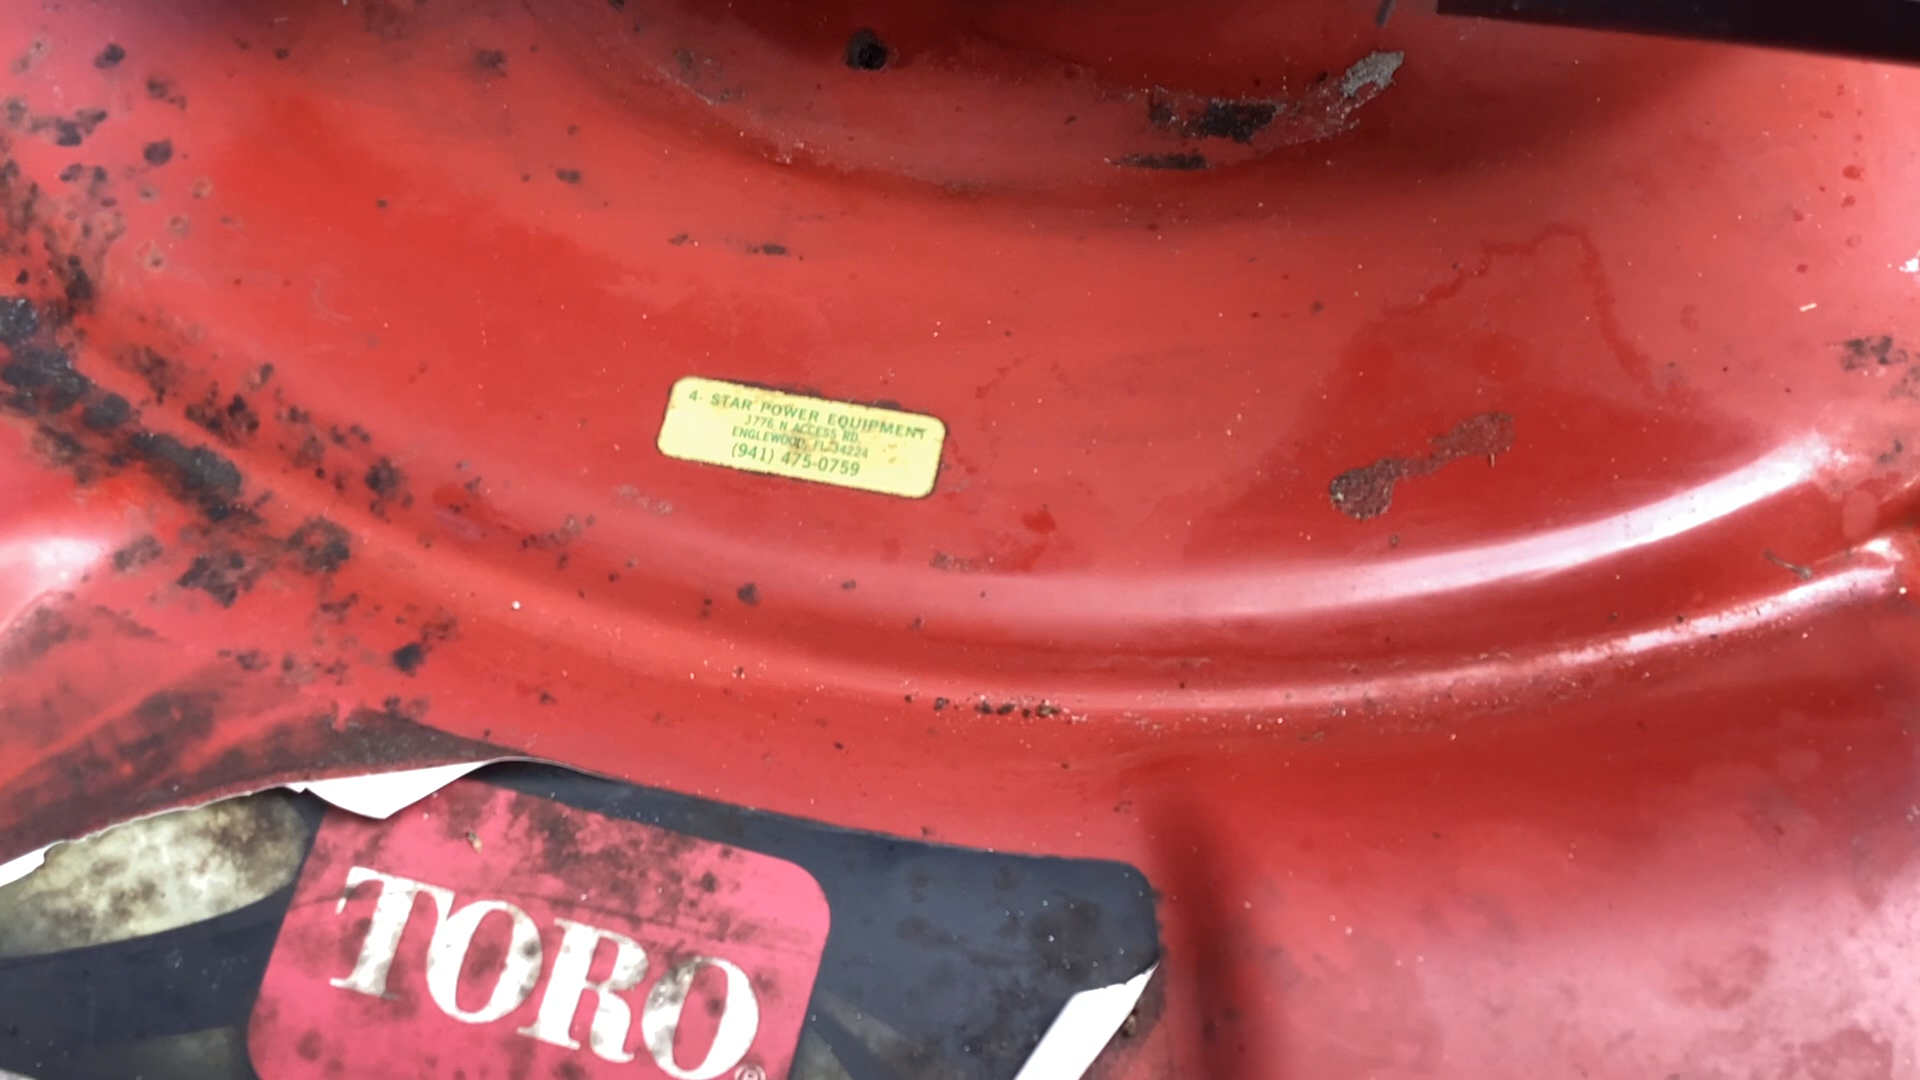 4- STAR POWER EQUIPMENT
3776 N ACCESS RD.
ENGLEWOOD, FL 34224
(941) 475-0759
TORO®